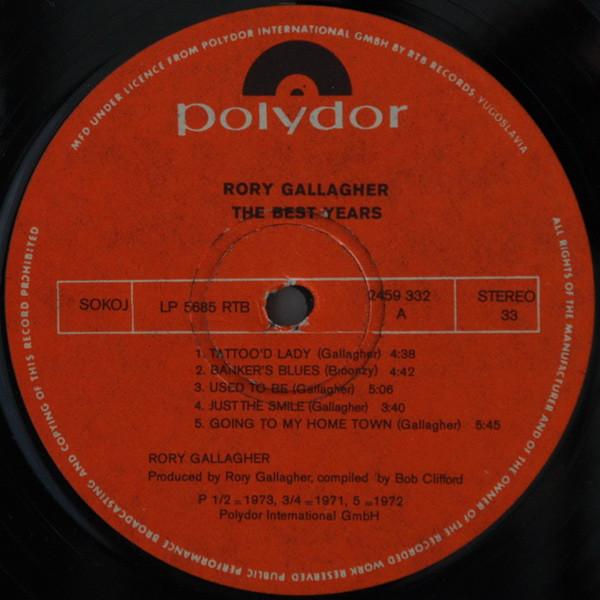 MFD UNDER LICENCE FROM POLYDOR INTERNATIONAL GMBH BY RTB RECORDS YUGOSLAVIA
polydor
RORY GALLAGHER
THE BEST YEARS
SOKOJ LP 5685 RTB 2459 332 A STEREO 33
1. TATTOO'D LADY (Gallagher) 4:38
2. BANKER'S BLUES (Broonzy) 4:42
3. USED TO BE (Gallagher) 5:06
4. JUST THE SMILE (Gallagher) 3:40
5. GOING TO MY HOME TOWN (Gallagher) 5:45
RORY GALLAGHER
Produced by Rory Gallagher, compiled by Bob Clifford
P 1/2 = 1973, 3/4 = 1971, 5 = 1972
Polydor International GmbH
ALL RIGHTS OF THE MANUFACTURER AND OF THE OWNER OF THE RECORDED WORK RESERVED PUBLIC PERFORMANCE BROADCASTING AND COPYING OF THIS RECORD PROHIBITED